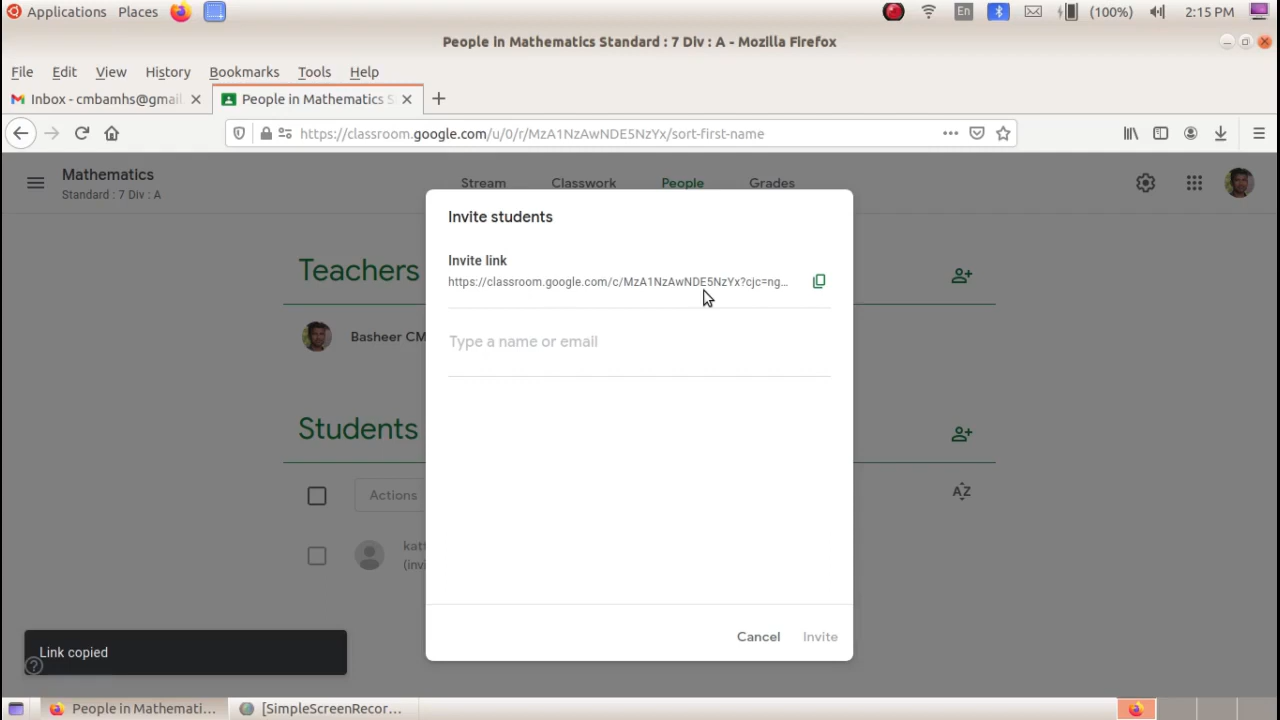 Applications Places En (100%) 2:15 PM
People in Mathematics Standard : 7 Div : A - Mozilla Firefox
File Edit View History Bookmarks Tools Help
Inbox - cmbamhs@gmail. People in Mathematics S
https://classroom.google.com/u/0/r/MzA1NzAwNDE5NzYx/sort-first-name
Mathematics
Standard : 7 Div : A
Stream Classwork People Grades
Invite students
Invite link
https://classroom.google.com/c/MzA1NzAwNDE5NzYx?cjc=ng...
Type a name or email
Cancel Invite
Teachers
Basheer CM
Students
Actions
AZ
katt
(invi
Link copied
People in Mathemati... [SimpleScreenRecor...